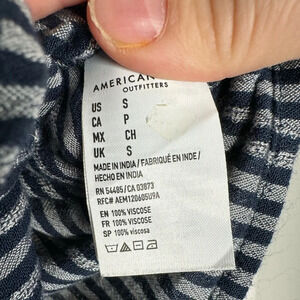 AMERICAN
OUTFITTERS
US S
CA P
MX CH
UK S
MADE IN INDIA/ FABRIQUÉ EN INDE/
HECHO EN INDIA
RN 54485/CA 03873
RFC# AEM120605U9A
EN 100% VISCOSE
FR 100% VISCOSE
SP 100% viscosa